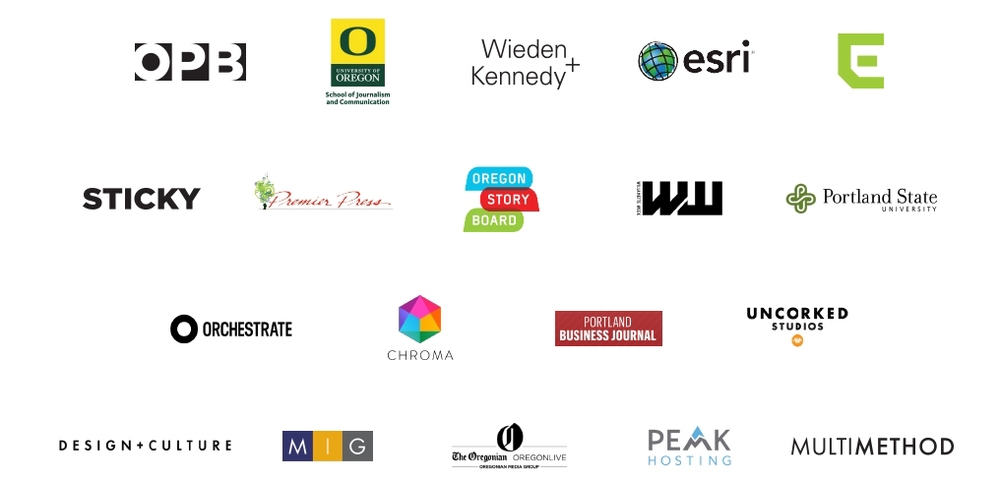 OPB
O
UNIVERSITY OF
OREGON
School of Journalism
and Communication
Wieden
Kennedy+
esri
E
STICKY
Premier Press
OREGON
STORY
BOARD
WW
Portland State
UNIVERSITY
ORCHESTRATE
CHROMA
PORTLAND
BUSINESS JOURNAL
UNCORKED
STUDIOS
DESIGN+CULTURE
MIG
O
The Oregonian OREGONLIVE
OREGONIAN MEDIA GROUP
PEAK
HOSTING
MULTIMETHOD